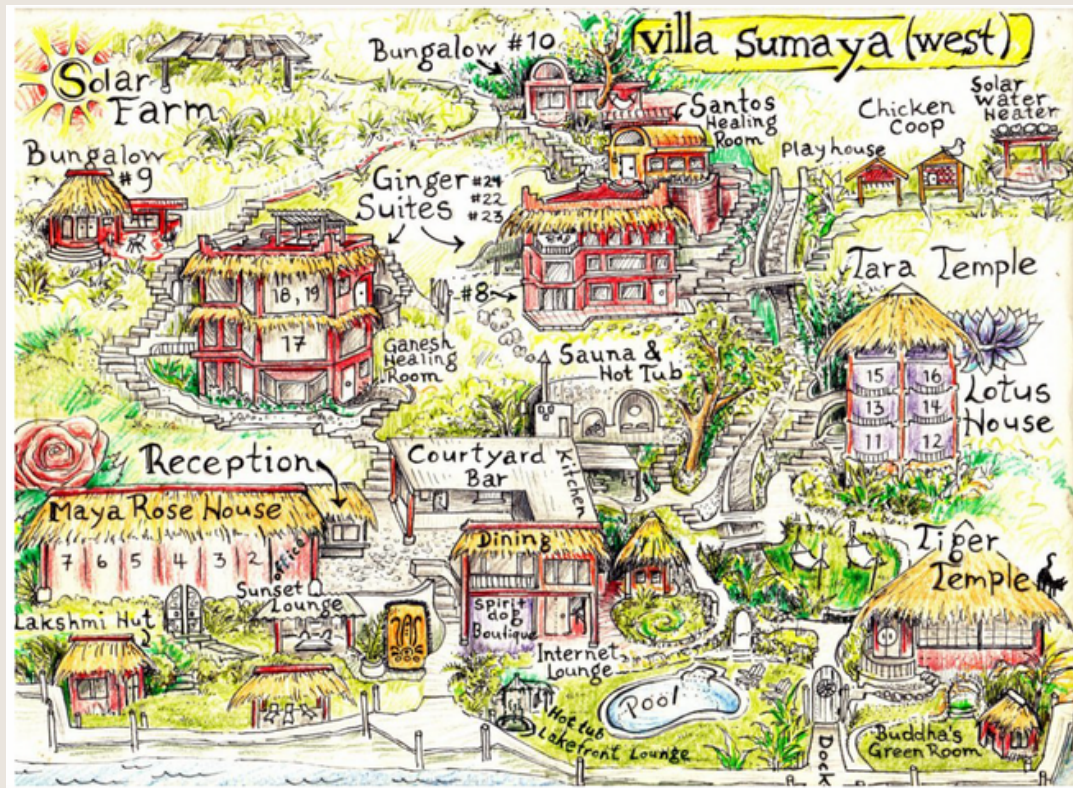 villa Sumaya (west)
Solar
Farm
Bungalow #10
Santos
Healing
Room
Playhouse
Chicken
Coop
Solar
Water
Heater
Bungalow
#9
Ginger
Suites
#24
#22
#23
#8
18, 19
17
Ganesh
Healing
Room
Sauna &
Hot Tub
Tara Temple
15 16
13 14
11 12
Lotus
House
Reception
Courtyard
Bar
Kitchen
Maya Rose House
7 6 5 4 3 2
office
Dining
Spirit
dog
Boutique
Sunset
Lounge
Lakshmi Hut
Internet
Lounge
Tiger
Temple
Pool
Hot tub
Lakefront Lounge
Buddha's
Green Room
Dock